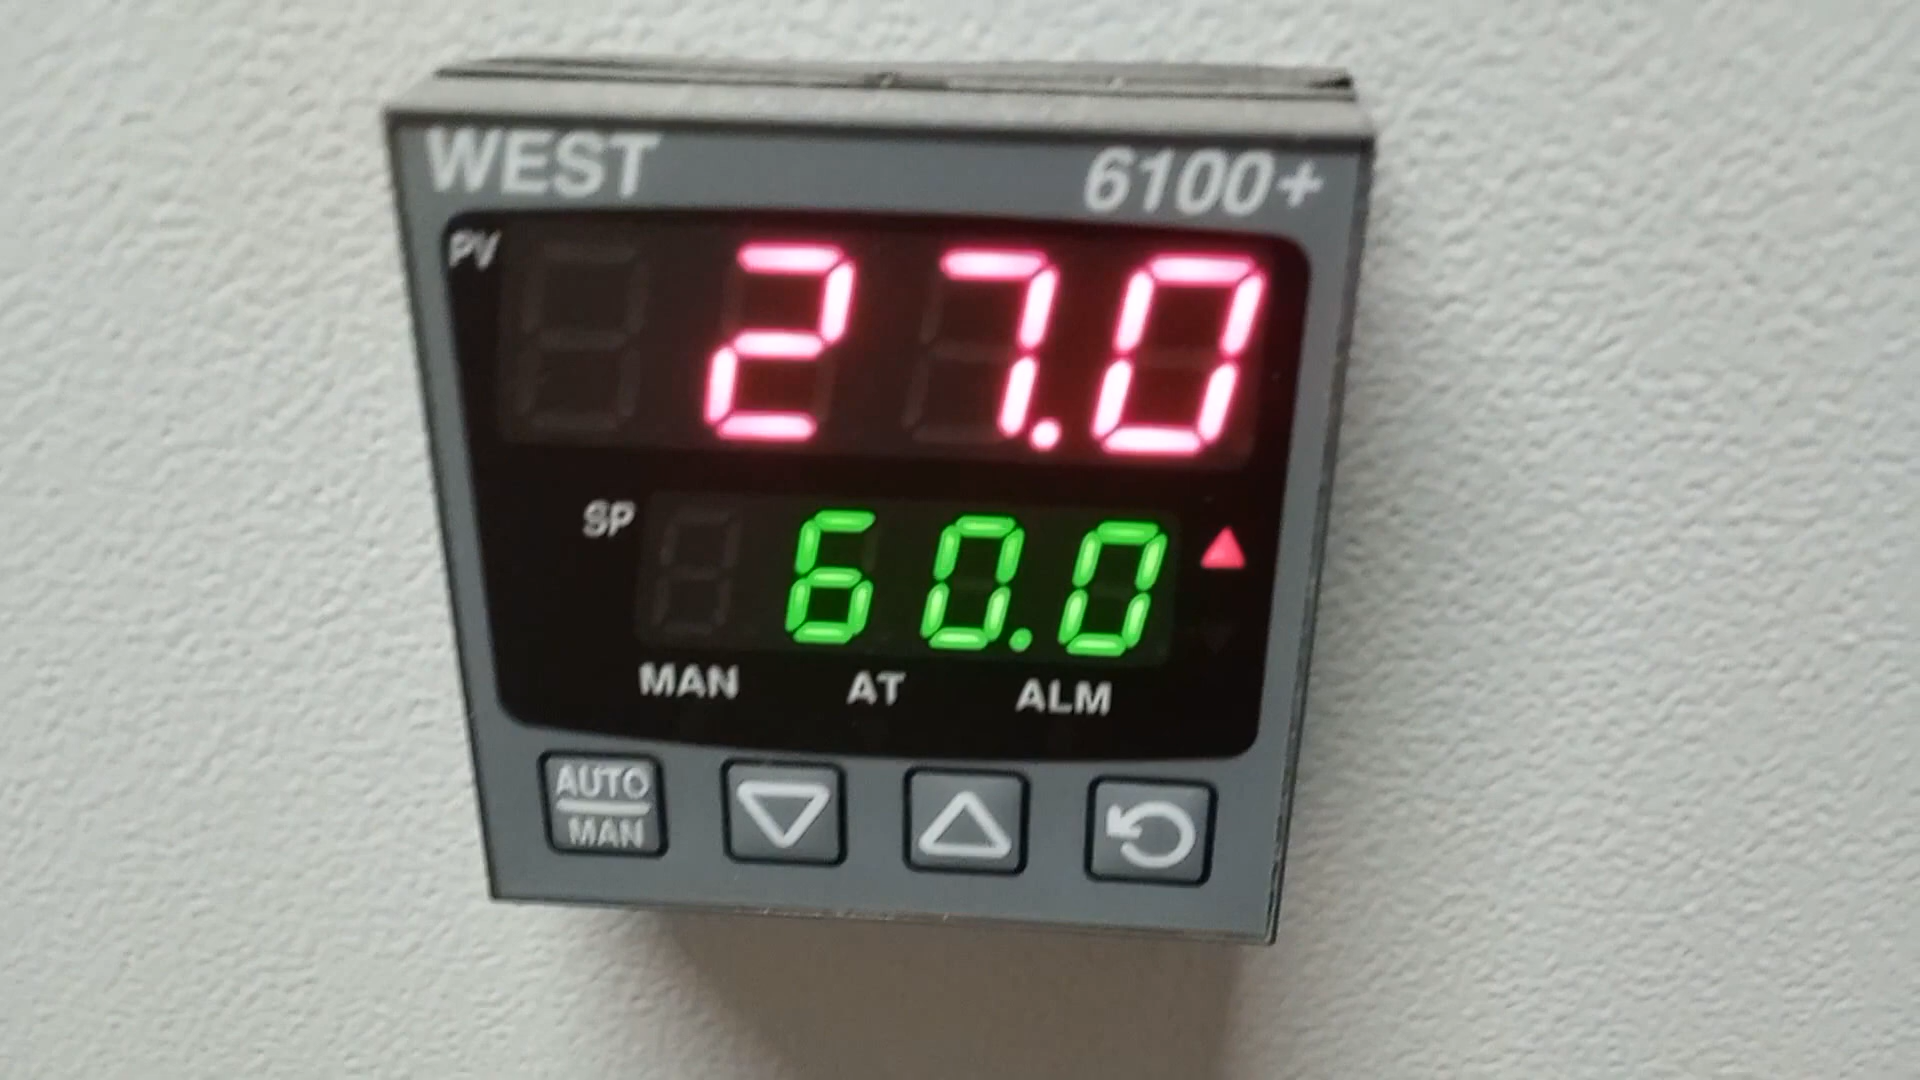 WEST 6100+
PV 27.0
SP 60.0
MAN AT ALM
AUTO
MAN